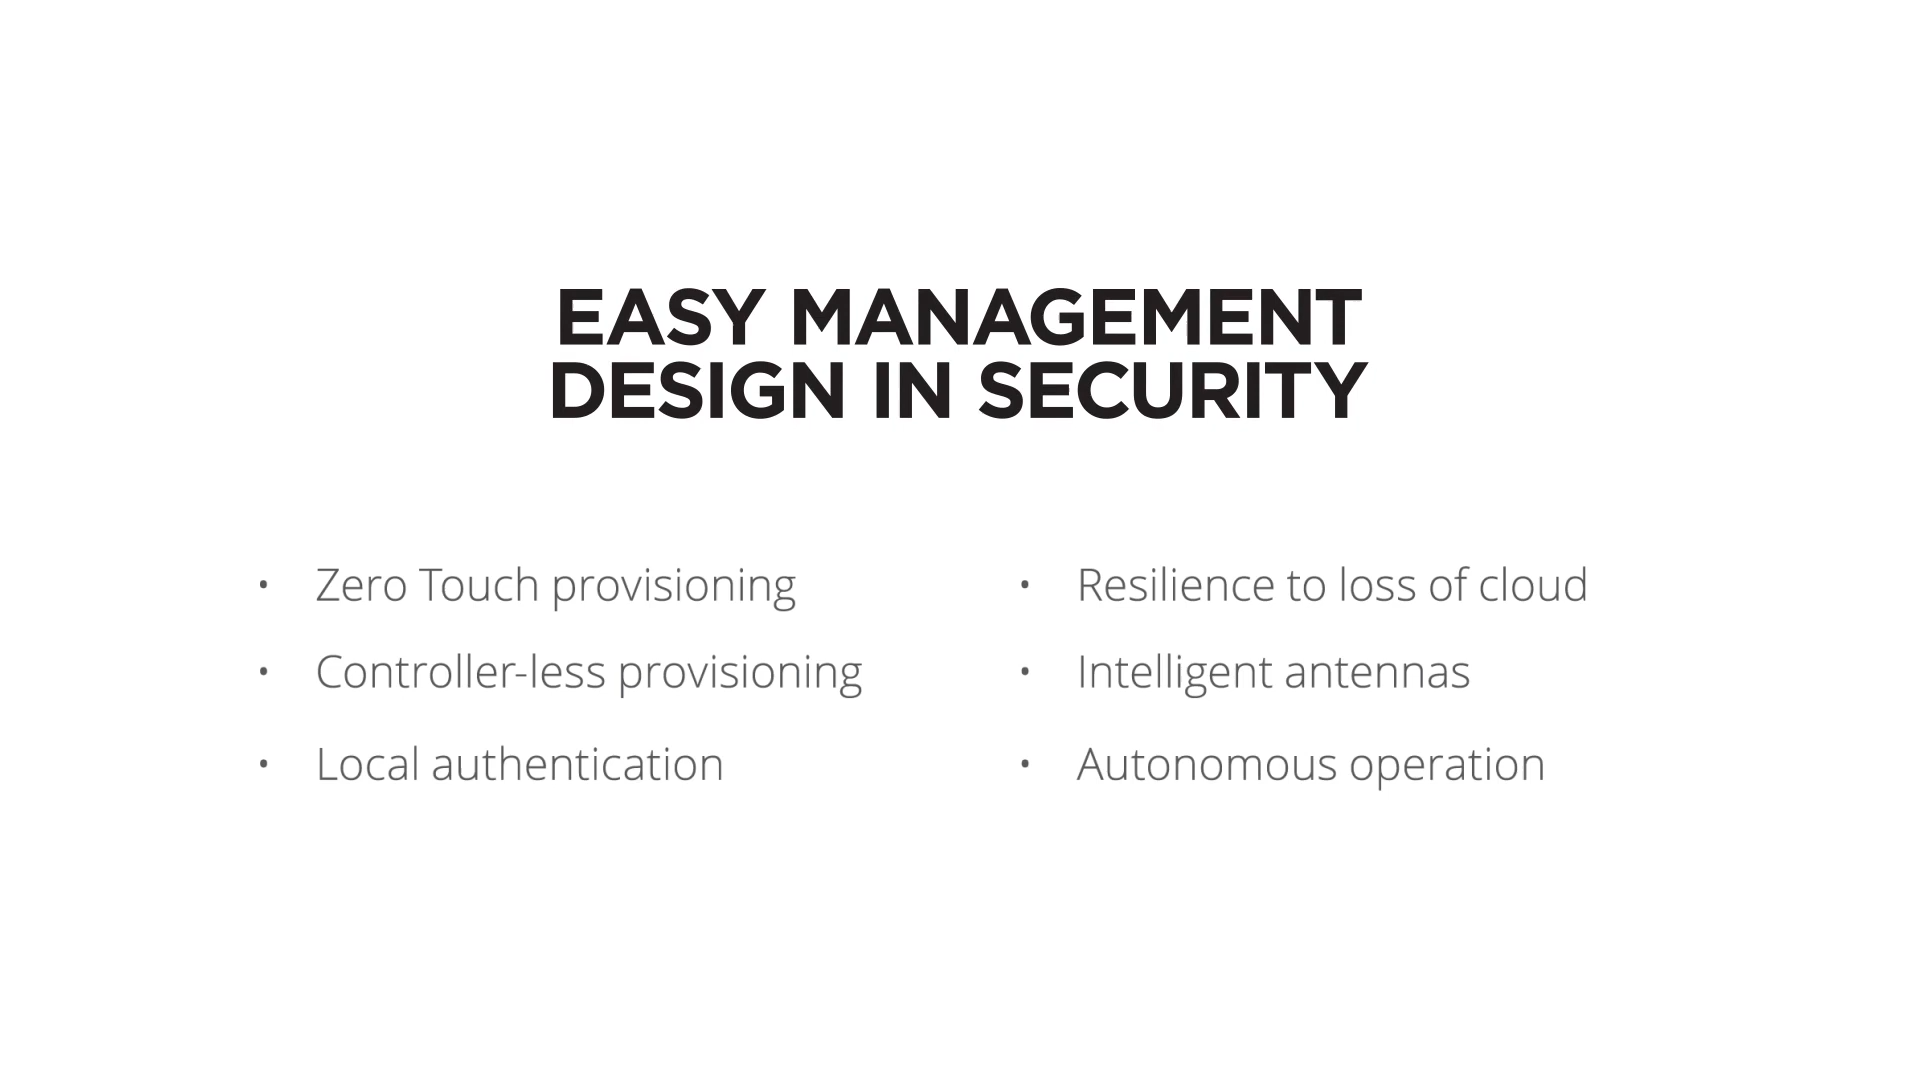 EASY MANAGEMENT
DESIGN IN SECURITY
• Zero Touch provisioning
• Controller-less provisioning
• Local authentication
• Resilience to loss of cloud
• Intelligent antennas
• Autonomous operation